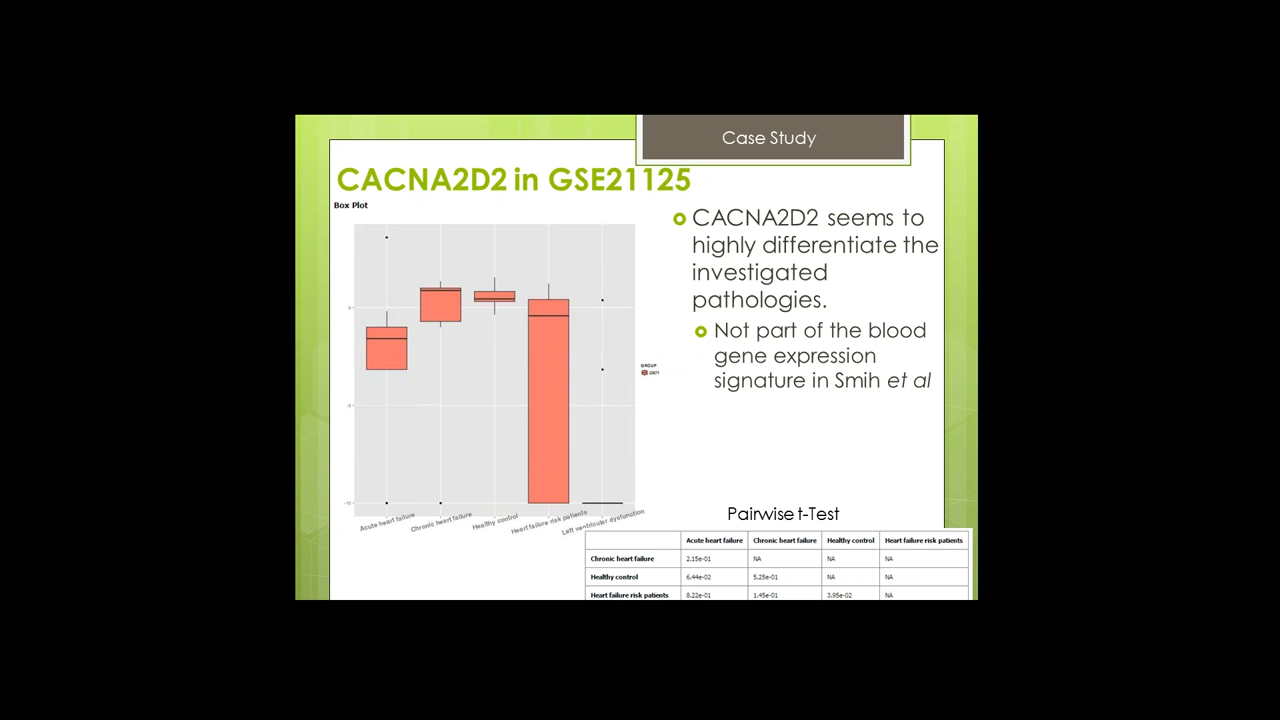 Case Study
CACNA2D2 in GSE21125
Box Plot
CACNA2D2 seems to
highly differentiate the
investigated
pathologies.
Not part of the blood
gene expression
signature in Smih et al
0
-5
-10
GROUP
Acute heart failure
Chronic heart failure
Healthy control
Heart failure risk patients
Left ventricular dysfunction
Pairwise t-Test
Acute heart failure Chronic heart failure Healthy control Heart failure risk patients
Chronic heart failure 2.15e-01 NA NA NA
Healthy control 6.44e-02 5.25e-01 NA NA
Heart failure risk patients 8.22e-01 1.45e-01 3.95e-02 NA